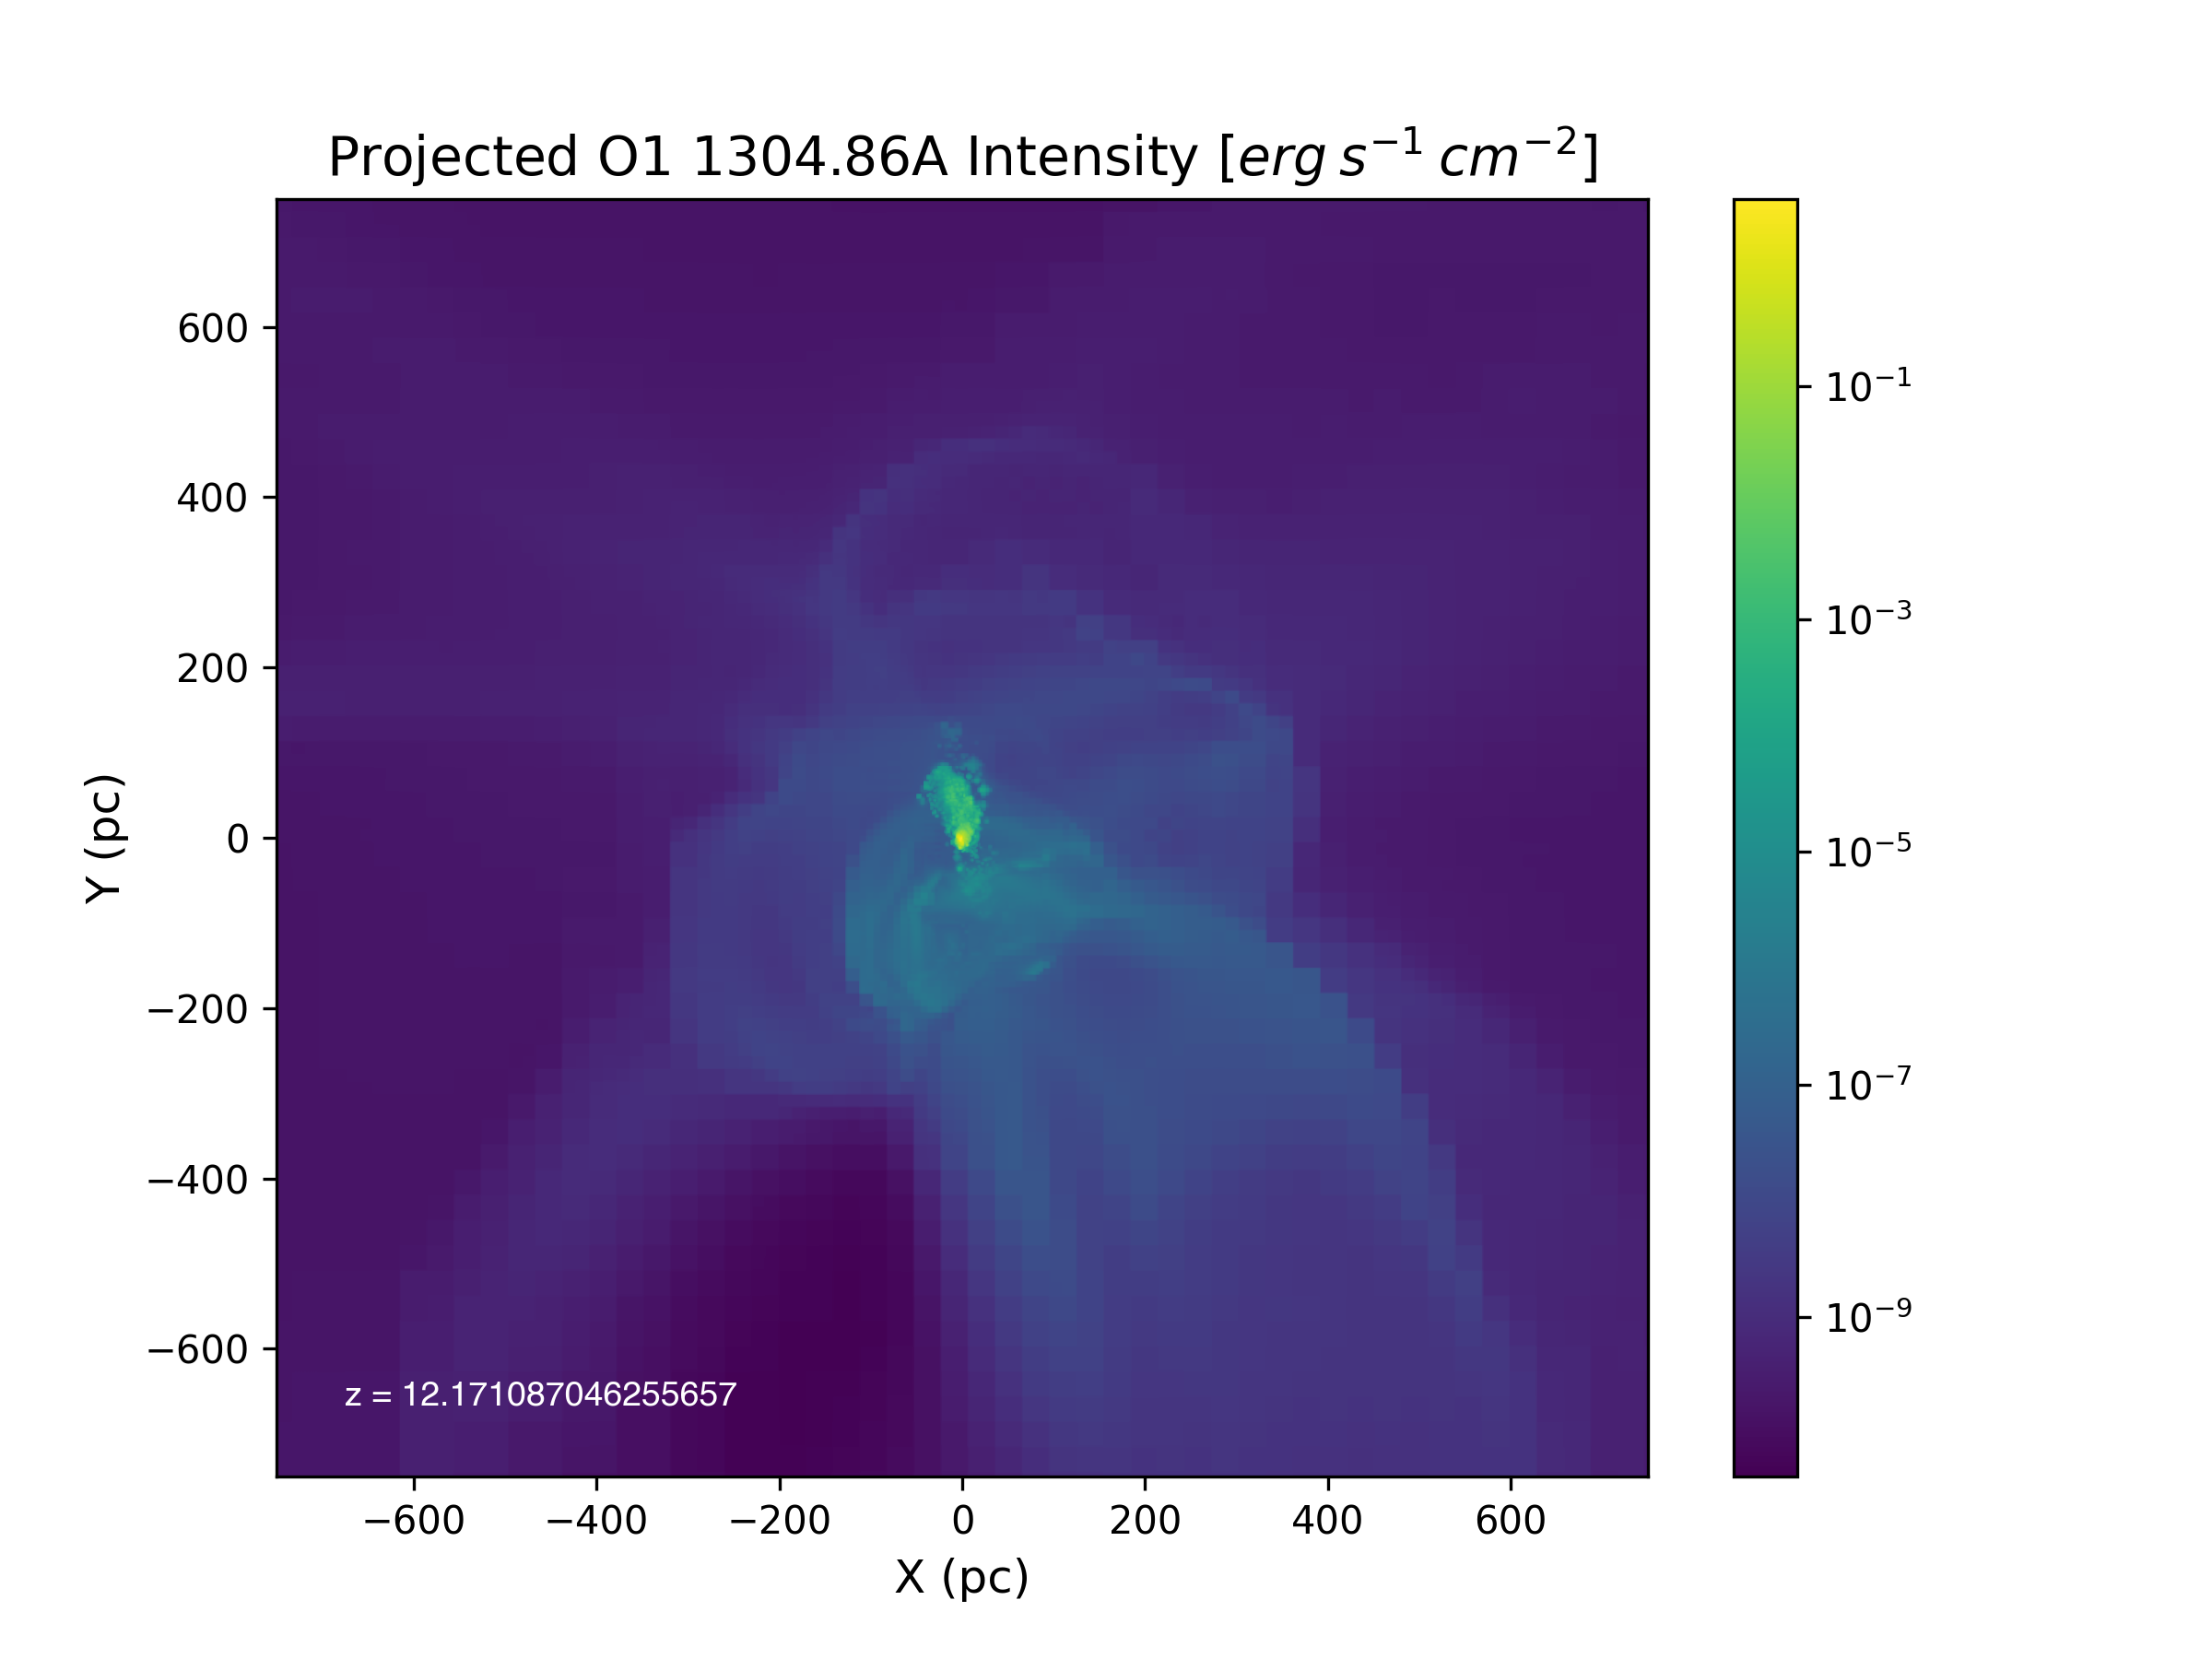 Projected O1 1304.86A Intensity [erg s⁻¹ cm⁻²]
600
400
200
0
−200
−400
−600
Y (pc)
z = 12.171087046255657
−600 −400 −200 0 200 400 600
X (pc)
10⁻¹
10⁻³
10⁻⁵
10⁻⁷
10⁻⁹